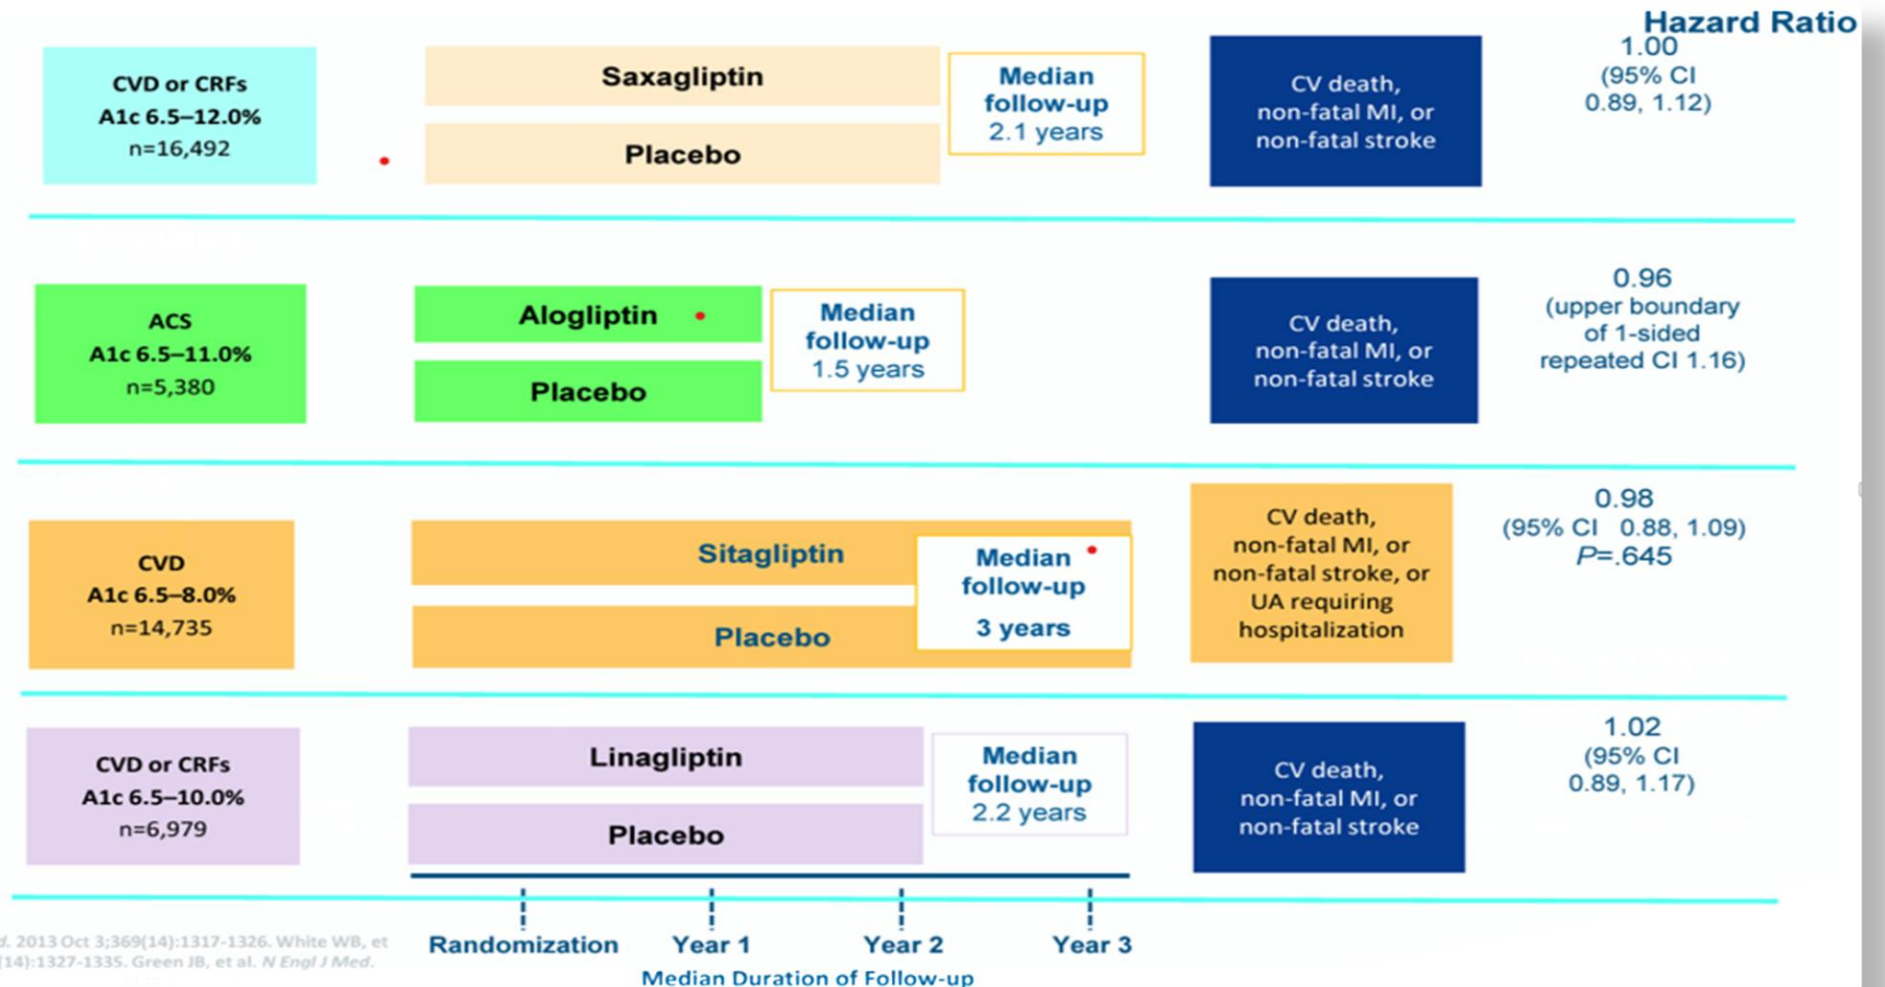 Hazard Ratio
CVD or CRFs
A1c 6.5–12.0%
n=16,492
Saxagliptin
Placebo
Median
follow-up
2.1 years
CV death,
non-fatal MI, or
non-fatal stroke
1.00
(95% CI
0.89, 1.12)
ACS
A1c 6.5–11.0%
n=5,380
Alogliptin
Placebo
Median
follow-up
1.5 years
CV death,
non-fatal MI, or
non-fatal stroke
0.96
(upper boundary
of 1-sided
repeated CI 1.16)
CVD
A1c 6.5–8.0%
n=14,735
Sitagliptin
Placebo
Median
follow-up
3 years
CV death,
non-fatal MI, or
non-fatal stroke, or
UA requiring
hospitalization
0.98
(95% CI 0.88, 1.09)
P=.645
CVD or CRFs
A1c 6.5–10.0%
n=6,979
Linagliptin
Placebo
Median
follow-up
2.2 years
CV death,
non-fatal MI, or
non-fatal stroke
1.02
(95% CI
0.89, 1.17)
Randomization Year 1 Year 2 Year 3
Median Duration of Follow-up
d. 2013 Oct 3;369(14):1317-1326. White WB, et
(14):1327-1335. Green JB, et al. N Engl J Med.